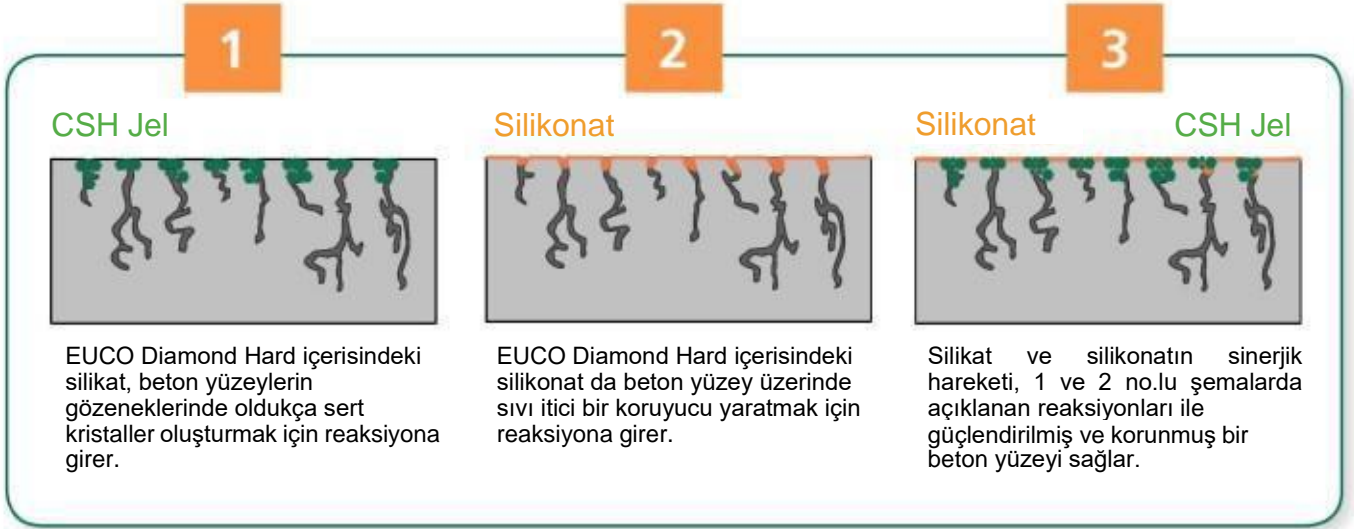 1
CSH Jel
EUCO Diamond Hard içerisindeki
silikat, beton yüzeylerin
gözeneklerinde oldukça sert
kristaller oluşturmak için reaksiyona
girer.
2
Silikonat
EUCO Diamond Hard içerisindeki
silikonat da beton yüzey üzerinde
sıvı itici bir koruyucu yaratmak için
reaksiyona girer.
3
Silikonat CSH Jel
Silikat ve silikonatın sinerjik
hareketi, 1 ve 2 no.lu şemalarda
açıklanan reaksiyonları ile
güçlendirilmiş ve korunmuş bir
beton yüzeyi sağlar.